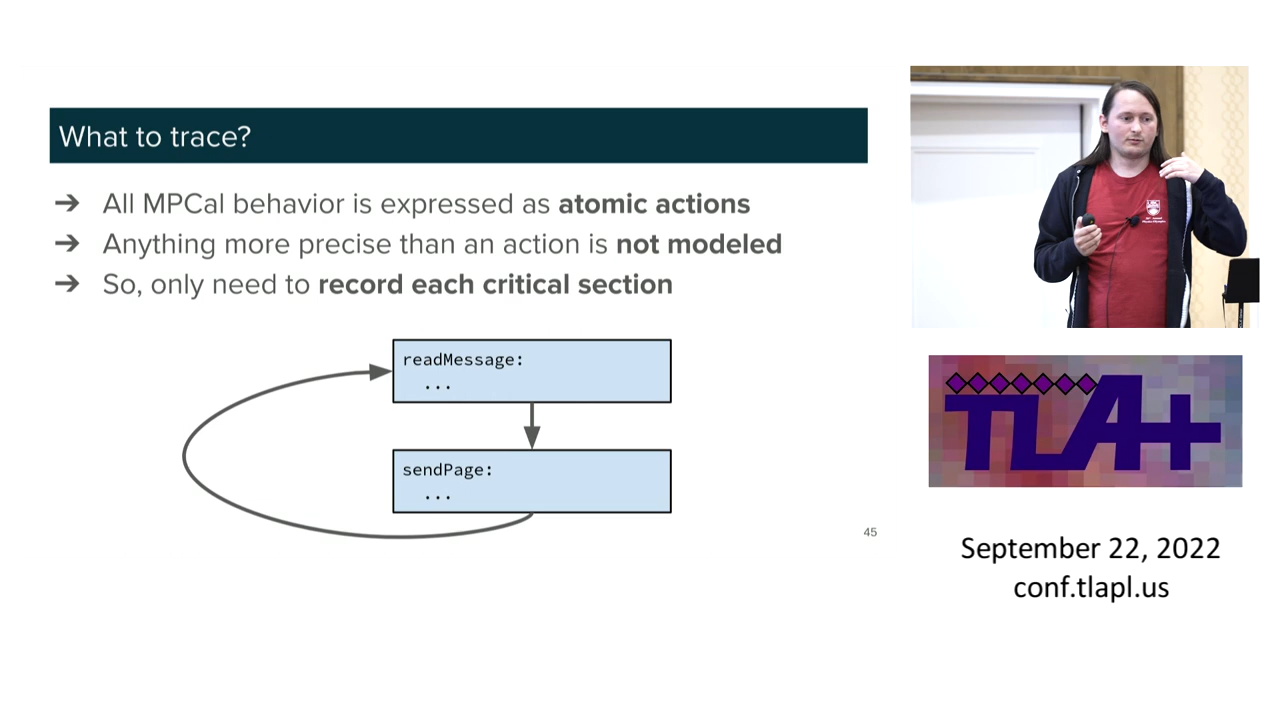 What to trace?
➔ All MPCal behavior is expressed as atomic actions
➔ Anything more precise than an action is not modeled
➔ So, only need to record each critical section
readMessage:
...
sendPage:
...
45
TLA+
September 22, 2022
conf.tlapl.us